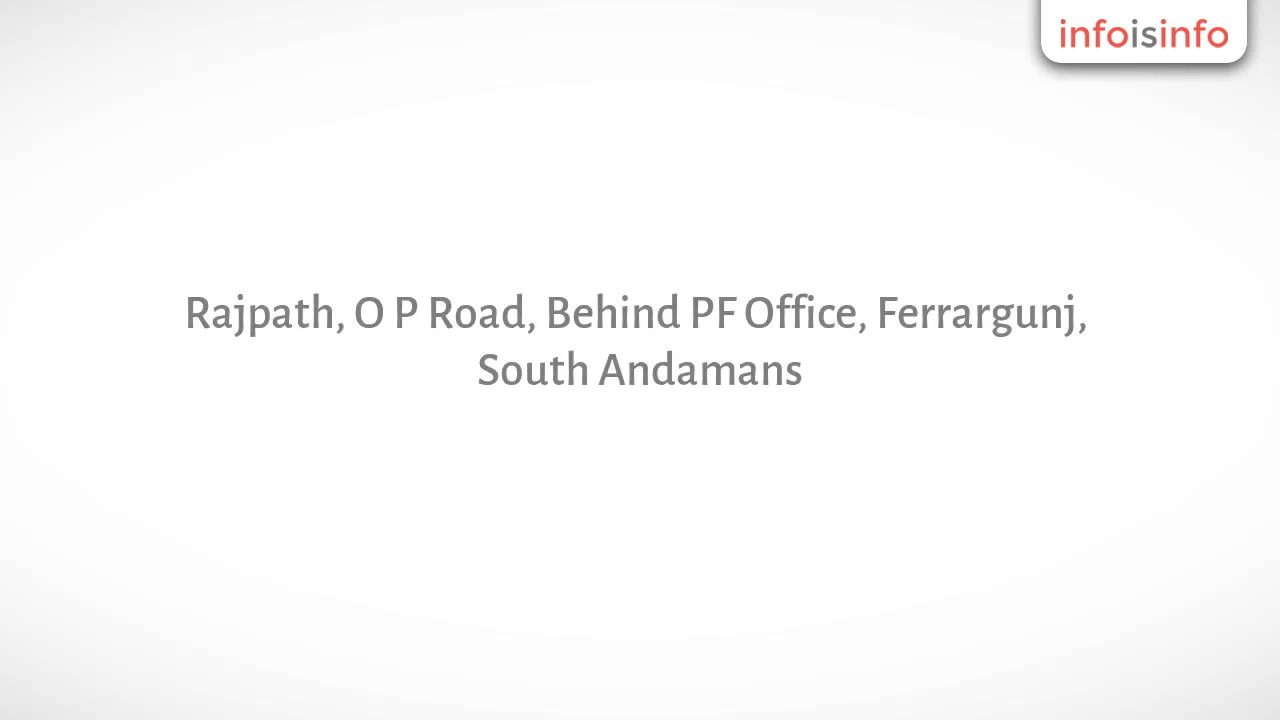 infoisinfo
Rajpath, O P Road, Behind PF Office, Ferrargunj,
South Andamans